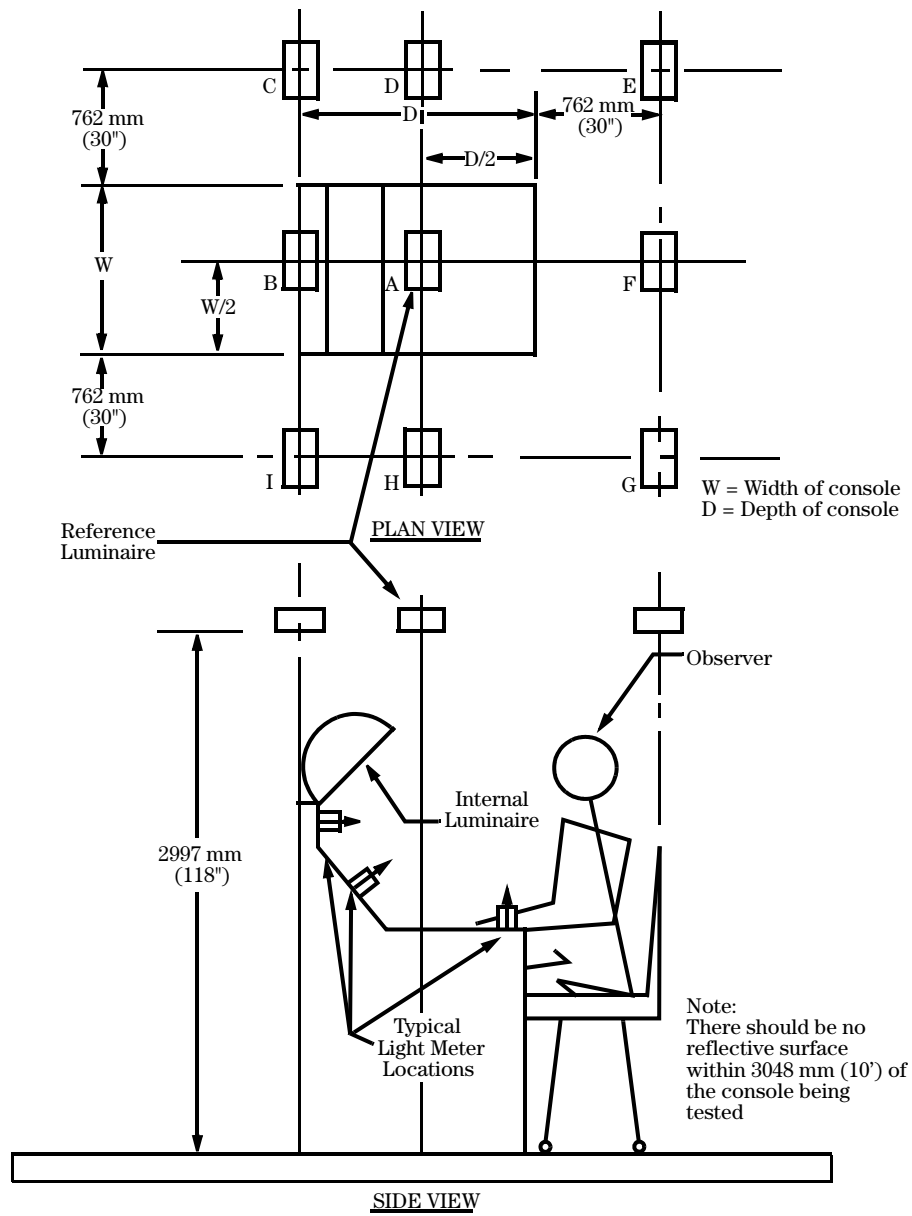 C
D
E
762 mm
(30")
D
762 mm
(30")
D/2
W
B
A
F
W/2
762 mm
(30")
I
H
G
W = Width of console
D = Depth of console
Reference
Luminaire
PLAN VIEW
Observer
Internal
Luminaire
2997 mm
(118")
Typical
Light Meter
Locations
Note:
There should be no
reflective surface
within 3048 mm (10’) of
the console being
tested
SIDE VIEW